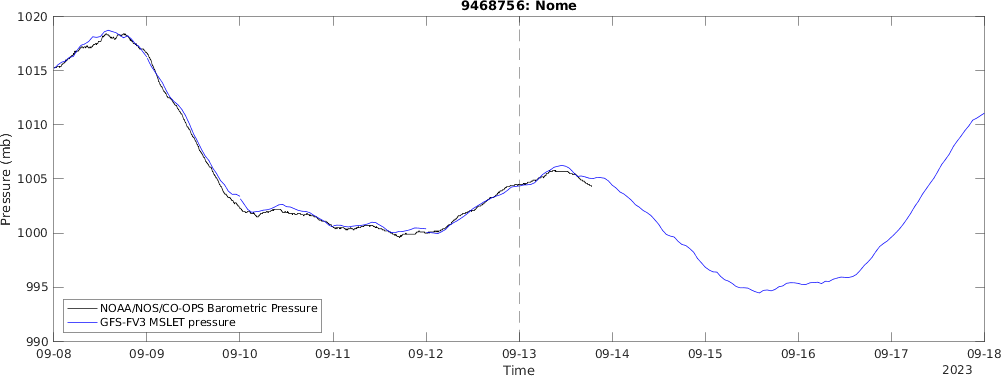 9468756: Nome
1020
1015
1010
1005
1000
995
990
Pressure (mb)
NOAA/NOS/CO-OPS Barometric Pressure
GFS-FV3 MSLET pressure
09-08 09-09 09-10 09-11 09-12 09-13 09-14 09-15 09-16 09-17 09-18
Time
2023